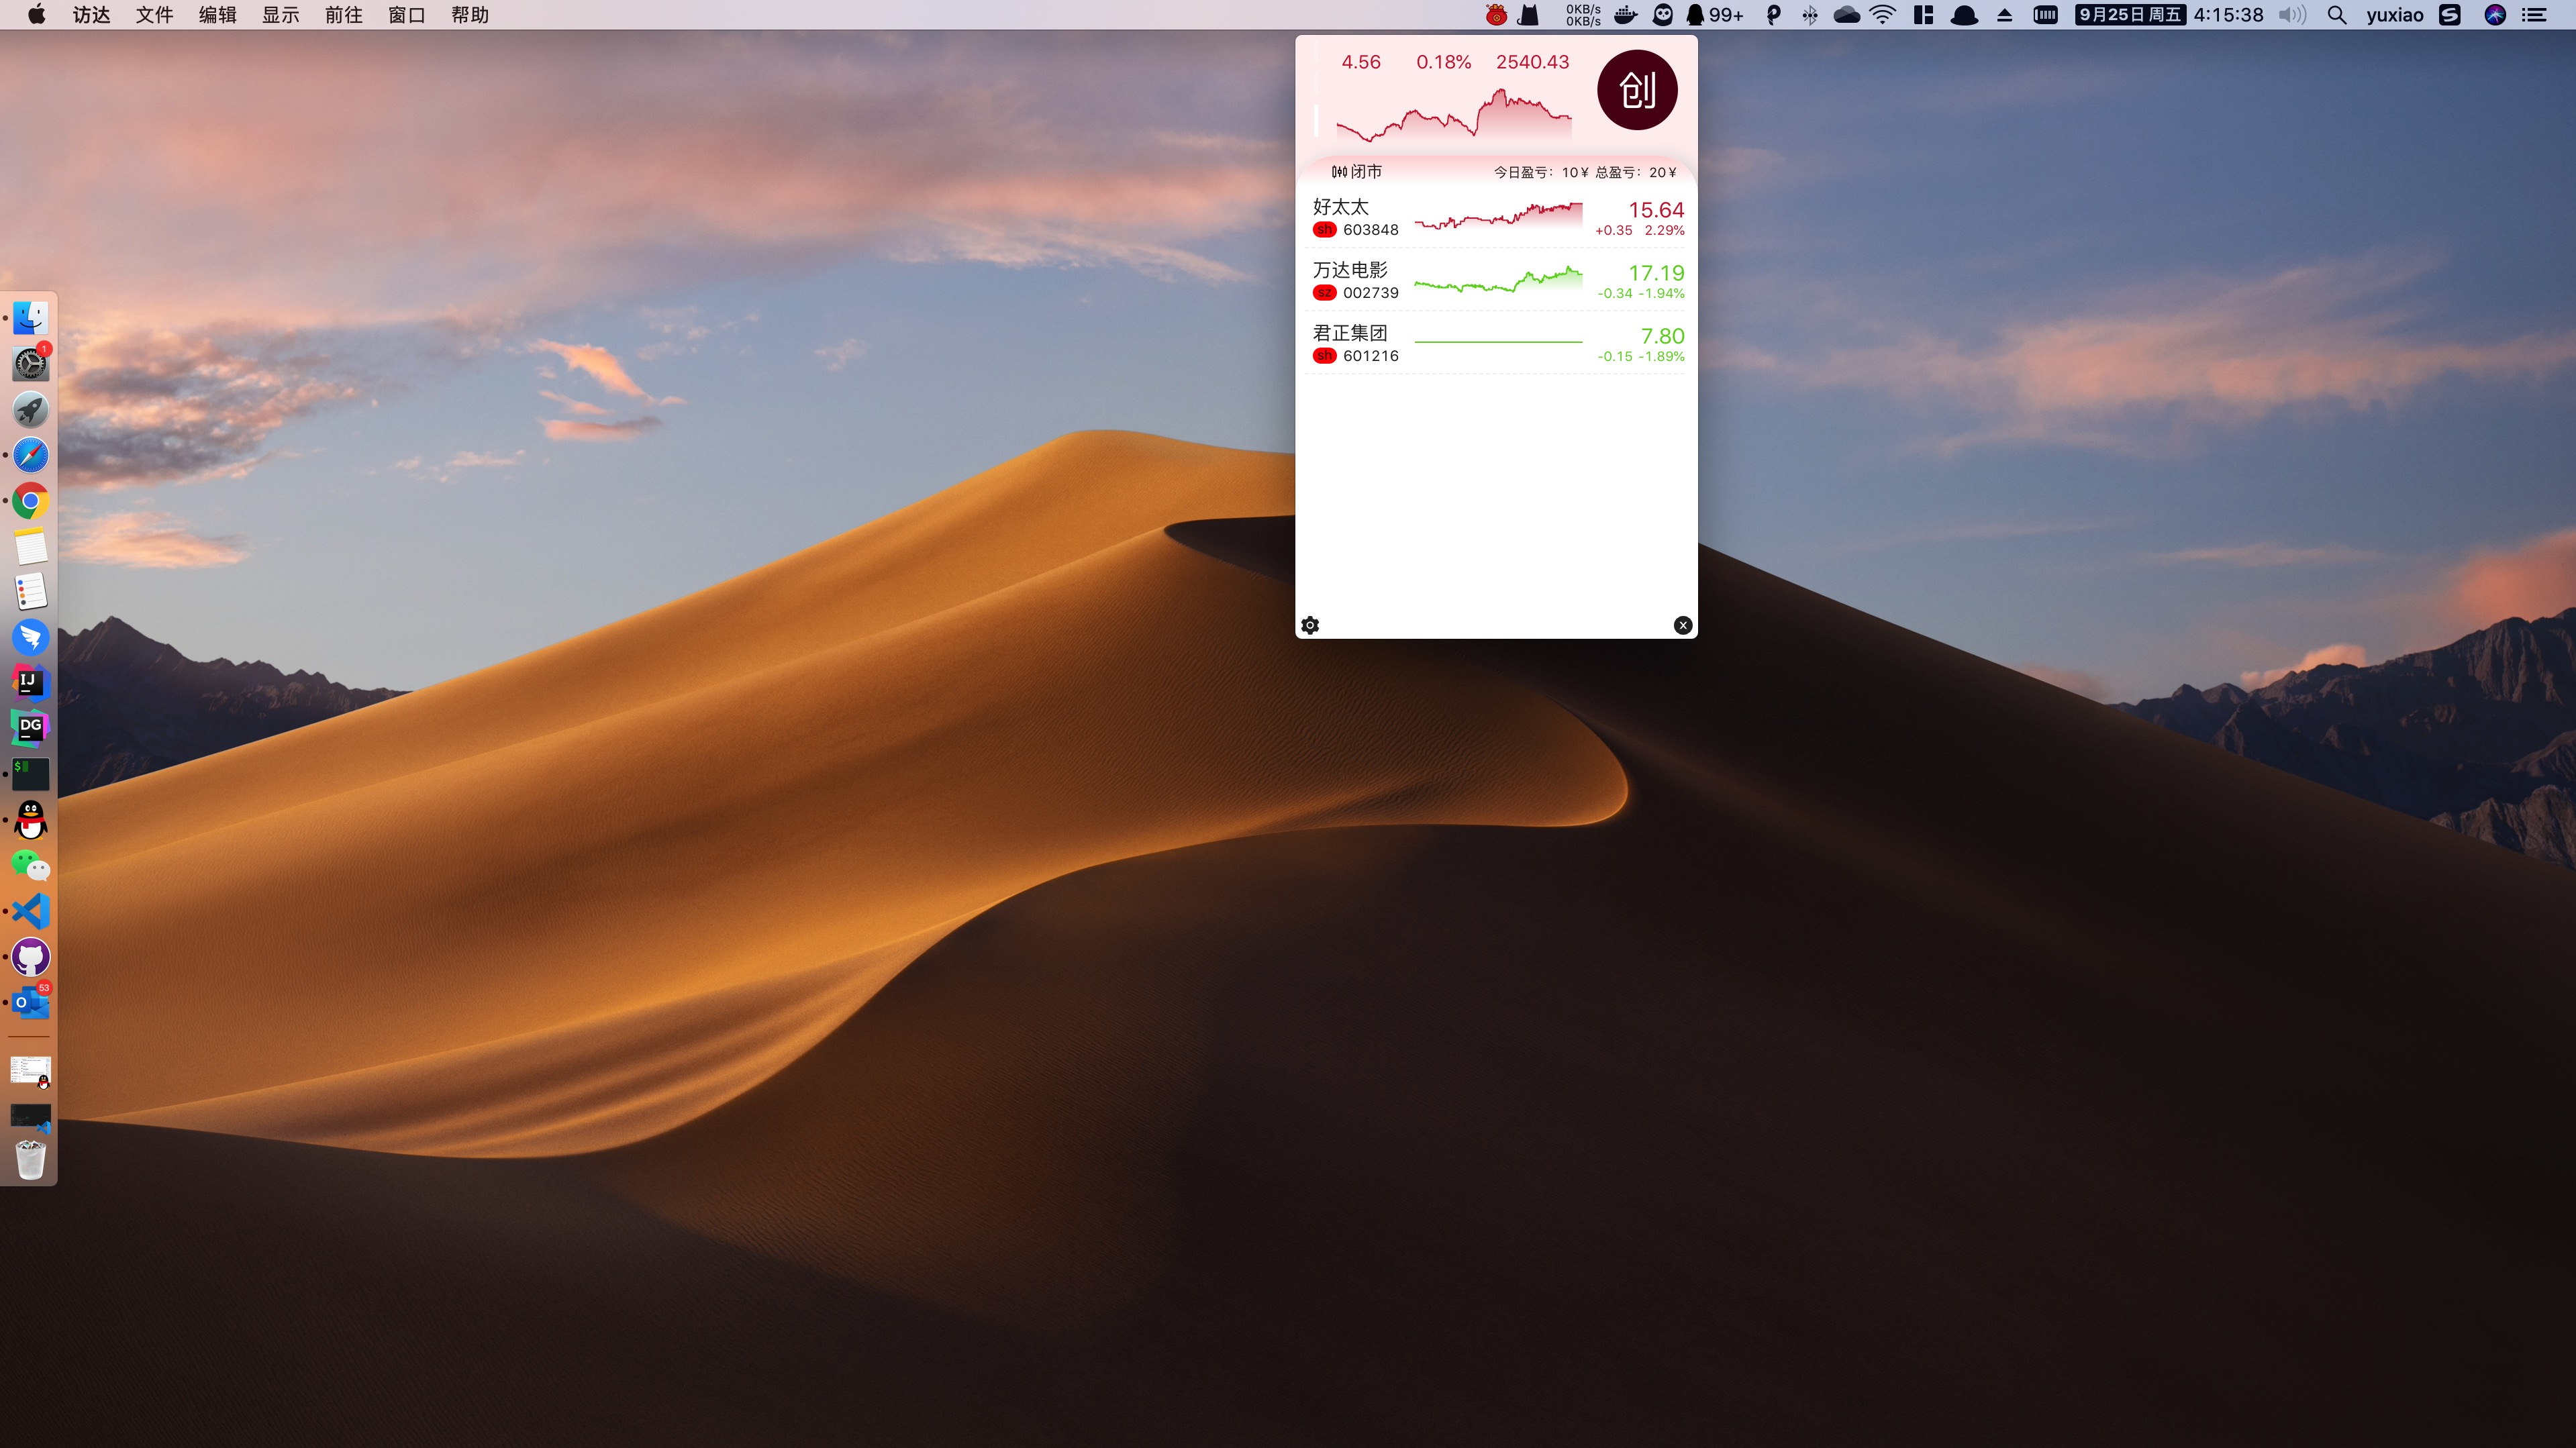 访达 文件 编辑 显示 前往 窗口 帮助
0KB/s
0KB/s
99+
9月25日 周五 4:15:38
yuxiao
4.56 0.18% 2540.43
创
闭市 今日盈亏：10¥ 总盈亏：20¥
好太太 15.64
sh 603848 +0.35 2.29%
万达电影 17.19
sz 002739 -0.34 -1.94%
君正集团 7.80
sh 601216 -0.15 -1.89%
1
IJ
DG
$
O 53